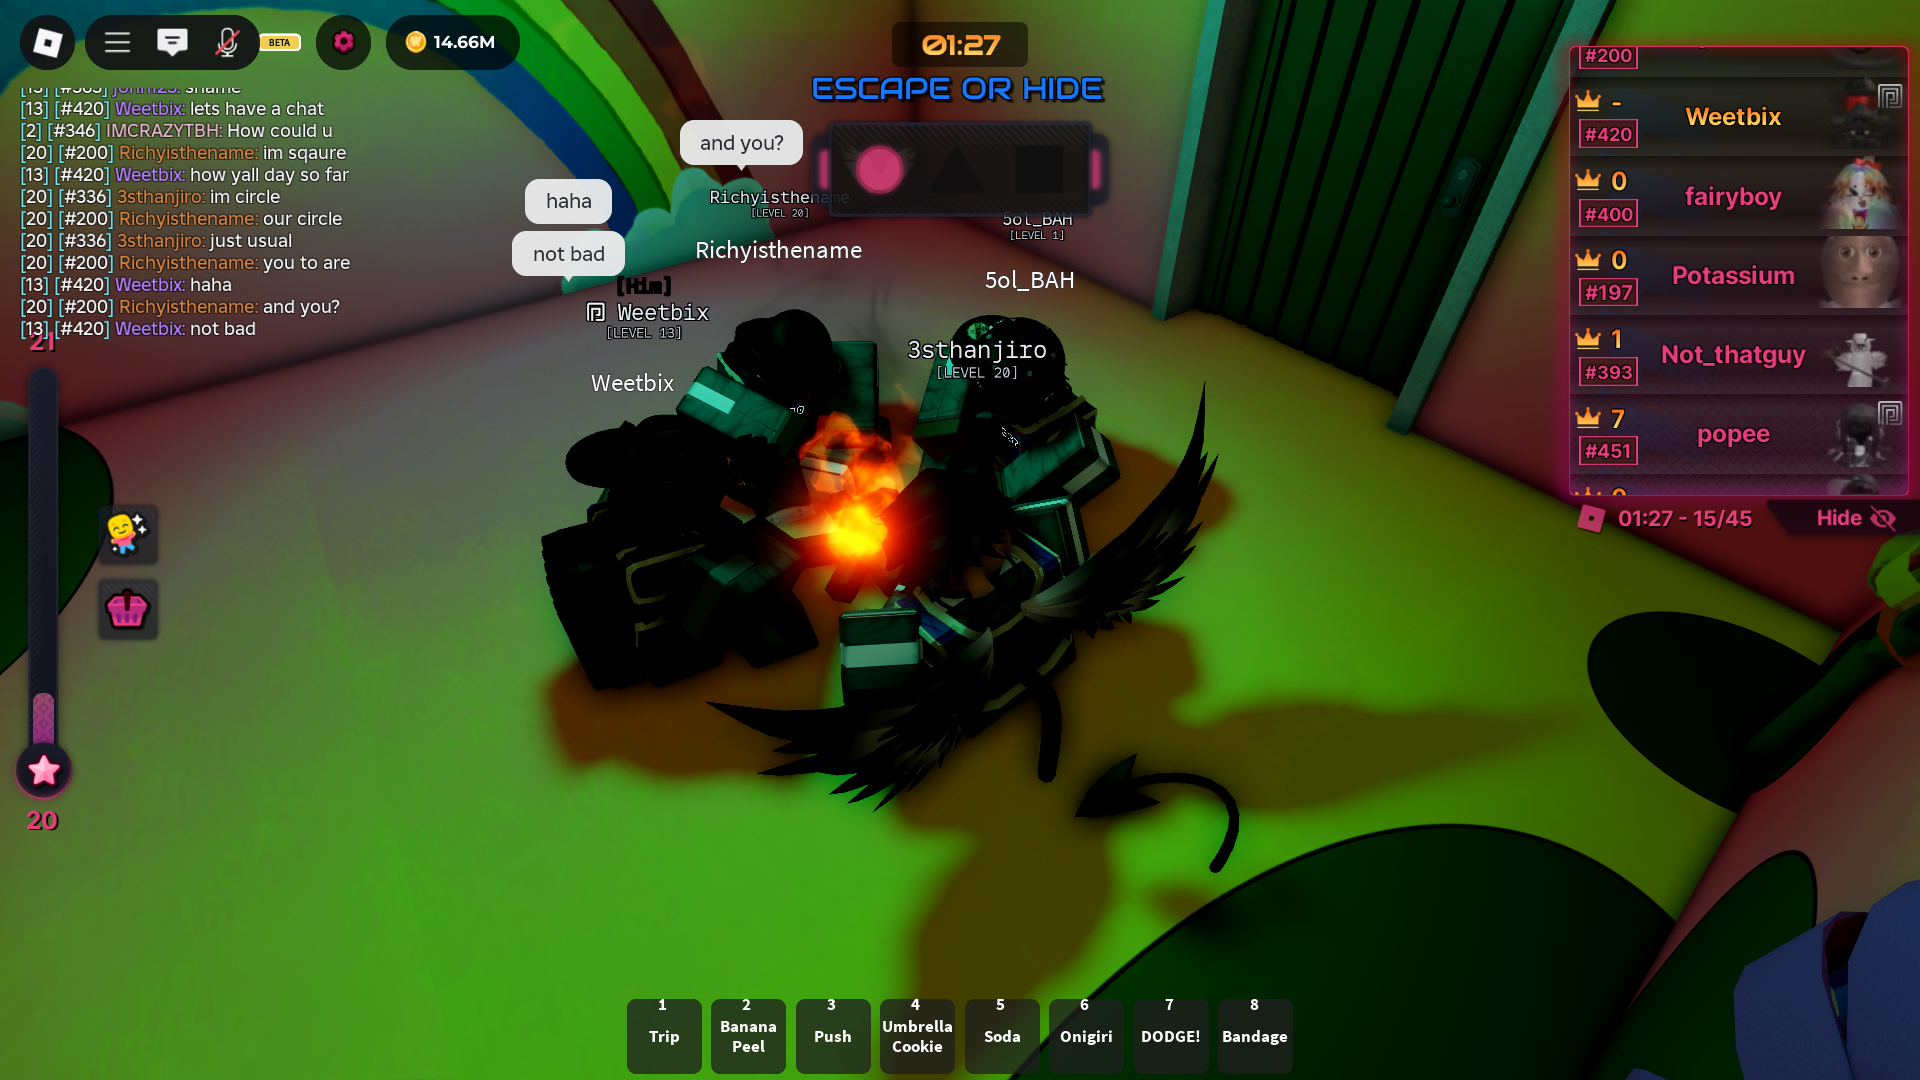 BETA
14.66M
01:27
ESCAPE OR HIDE
[13] [#420] Weetbix: lets have a chat
[2] [#346] IMCRAZYTBH: How could u
[20] [#200] Richyisthename: im sqaure
[13] [#420] Weetbix: how yall day so far
[20] [#336] 3sthanjiro: im circle
[20] [#200] Richyisthename: our circle
[20] [#336] 3sthanjiro: just usual
[20] [#200] Richyisthename: you to are
[13] [#420] Weetbix: haha
[20] [#200] Richyisthename: and you?
[13] [#420] Weetbix: not bad
21
20
and you?
Richyisthename
[LEVEL 20]
Richyisthename
haha
not bad
[Him]
Weetbix
[LEVEL 13]
Weetbix
5ol_BAH
[LEVEL 1]
5ol_BAH
3sthanjiro
[LEVEL 20]
#200
-
Weetbix
#420
0
fairyboy
#400
0
Potassium
#197
1
Not_thatguy
#393
7
popee
#451
01:27 - 15/45
Hide
1
Trip
2
Banana
Peel
3
Push
4
Umbrella
Cookie
5
Soda
6
Onigiri
7
DODGE!
8
Bandage